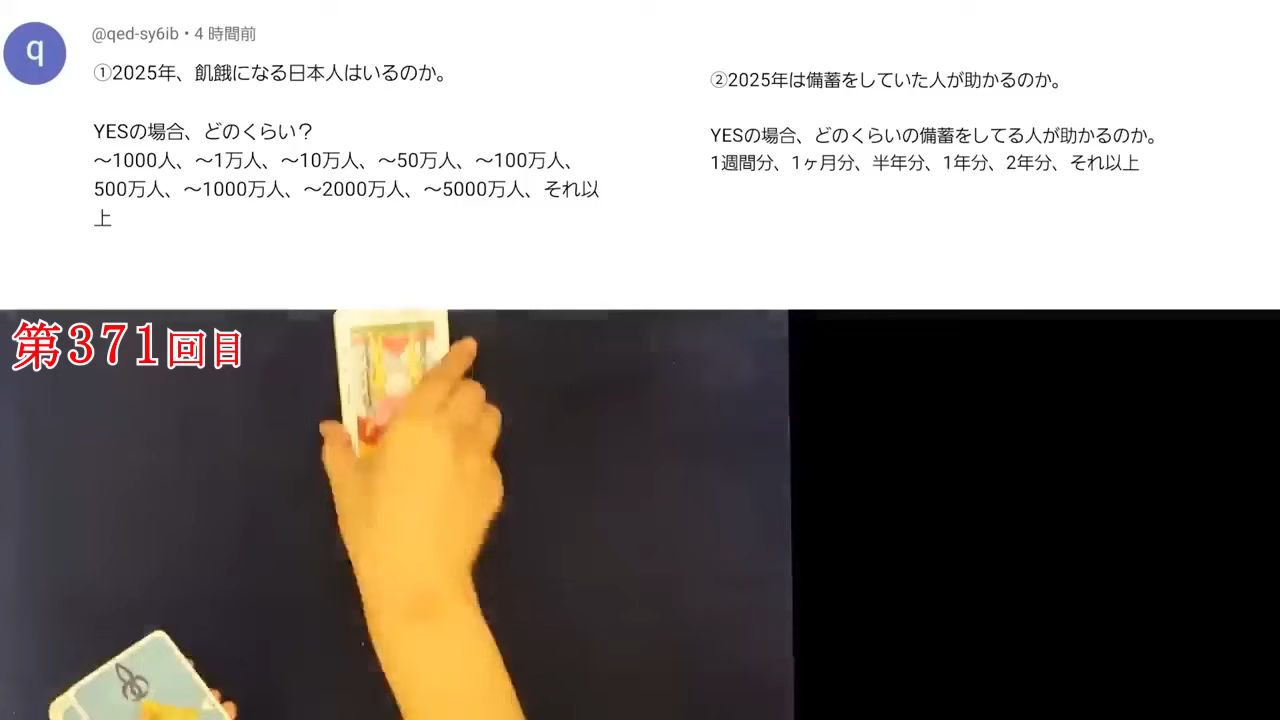 q
@qed-sy6ib・4 時間前
①2025年、飢餓になる日本人はいるのか。
YESの場合、どのくらい？
～1000人、～1万人、～10万人、～50万人、～100万人、
500万人、～1000万人、～2000万人、～5000万人、それ以
上
②2025年は備蓄をしていた人が助かるのか。
YESの場合、どのくらいの備蓄をしてる人が助かるのか。
1週間分、1ヶ月分、半年分、1年分、2年分、それ以上
第371回目